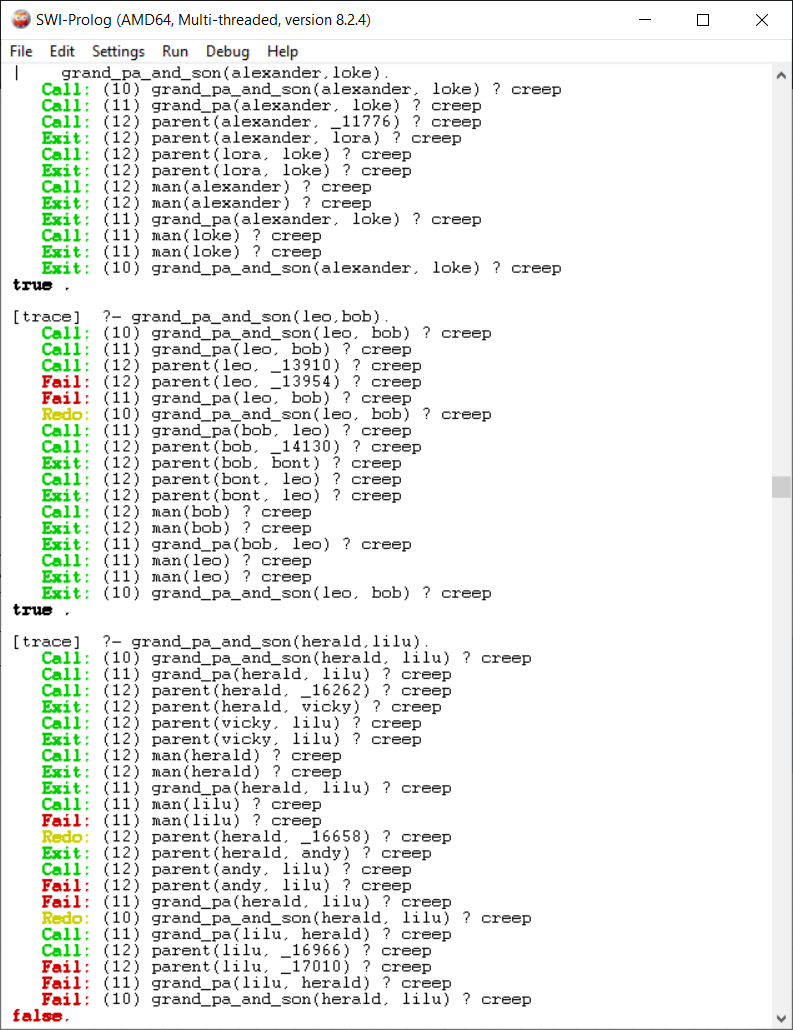 SWI-Prolog (AMD64, Multi-threaded, version 8.2.4)
File Edit Settings Run Debug Help
|    grand_pa_and_son(alexander,loke).
Call: (10) grand_pa_and_son(alexander, loke) ? creep
Call: (11) grand_pa(alexander, loke) ? creep
Call: (12) parent(alexander, _11776) ? creep
Exit: (12) parent(alexander, lora) ? creep
Call: (12) parent(lora, loke) ? creep
Exit: (12) parent(lora, loke) ? creep
Call: (12) man(alexander) ? creep
Exit: (12) man(alexander) ? creep
Exit: (11) grand_pa(alexander, loke) ? creep
Call: (11) man(loke) ? creep
Exit: (11) man(loke) ? creep
Exit: (10) grand_pa_and_son(alexander, loke) ? creep
true .
[trace]  ?- grand_pa_and_son(leo,bob).
Call: (10) grand_pa_and_son(leo, bob) ? creep
Call: (11) grand_pa(leo, bob) ? creep
Call: (12) parent(leo, _13910) ? creep
Fail: (12) parent(leo, _13954) ? creep
Fail: (11) grand_pa(leo, bob) ? creep
Redo: (10) grand_pa_and_son(leo, bob) ? creep
Call: (11) grand_pa(bob, leo) ? creep
Call: (12) parent(bob, _14130) ? creep
Exit: (12) parent(bob, bont) ? creep
Call: (12) parent(bont, leo) ? creep
Exit: (12) parent(bont, leo) ? creep
Call: (12) man(bob) ? creep
Exit: (12) man(bob) ? creep
Exit: (11) grand_pa(bob, leo) ? creep
Call: (11) man(leo) ? creep
Exit: (11) man(leo) ? creep
Exit: (10) grand_pa_and_son(leo, bob) ? creep
true .
[trace]  ?- grand_pa_and_son(herald,lilu).
Call: (10) grand_pa_and_son(herald, lilu) ? creep
Call: (11) grand_pa(herald, lilu) ? creep
Call: (12) parent(herald, _16262) ? creep
Exit: (12) parent(herald, vicky) ? creep
Call: (12) parent(vicky, lilu) ? creep
Exit: (12) parent(vicky, lilu) ? creep
Call: (12) man(herald) ? creep
Exit: (12) man(herald) ? creep
Exit: (11) grand_pa(herald, lilu) ? creep
Call: (11) man(lilu) ? creep
Fail: (11) man(lilu) ? creep
Redo: (12) parent(herald, _16658) ? creep
Exit: (12) parent(herald, andy) ? creep
Call: (12) parent(andy, lilu) ? creep
Fail: (12) parent(andy, lilu) ? creep
Fail: (11) grand_pa(herald, lilu) ? creep
Redo: (10) grand_pa_and_son(herald, lilu) ? creep
Call: (11) grand_pa(lilu, herald) ? creep
Call: (12) parent(lilu, _16966) ? creep
Fail: (12) parent(lilu, _17010) ? creep
Fail: (11) grand_pa(lilu, herald) ? creep
Fail: (10) grand_pa_and_son(herald, lilu) ? creep
false.